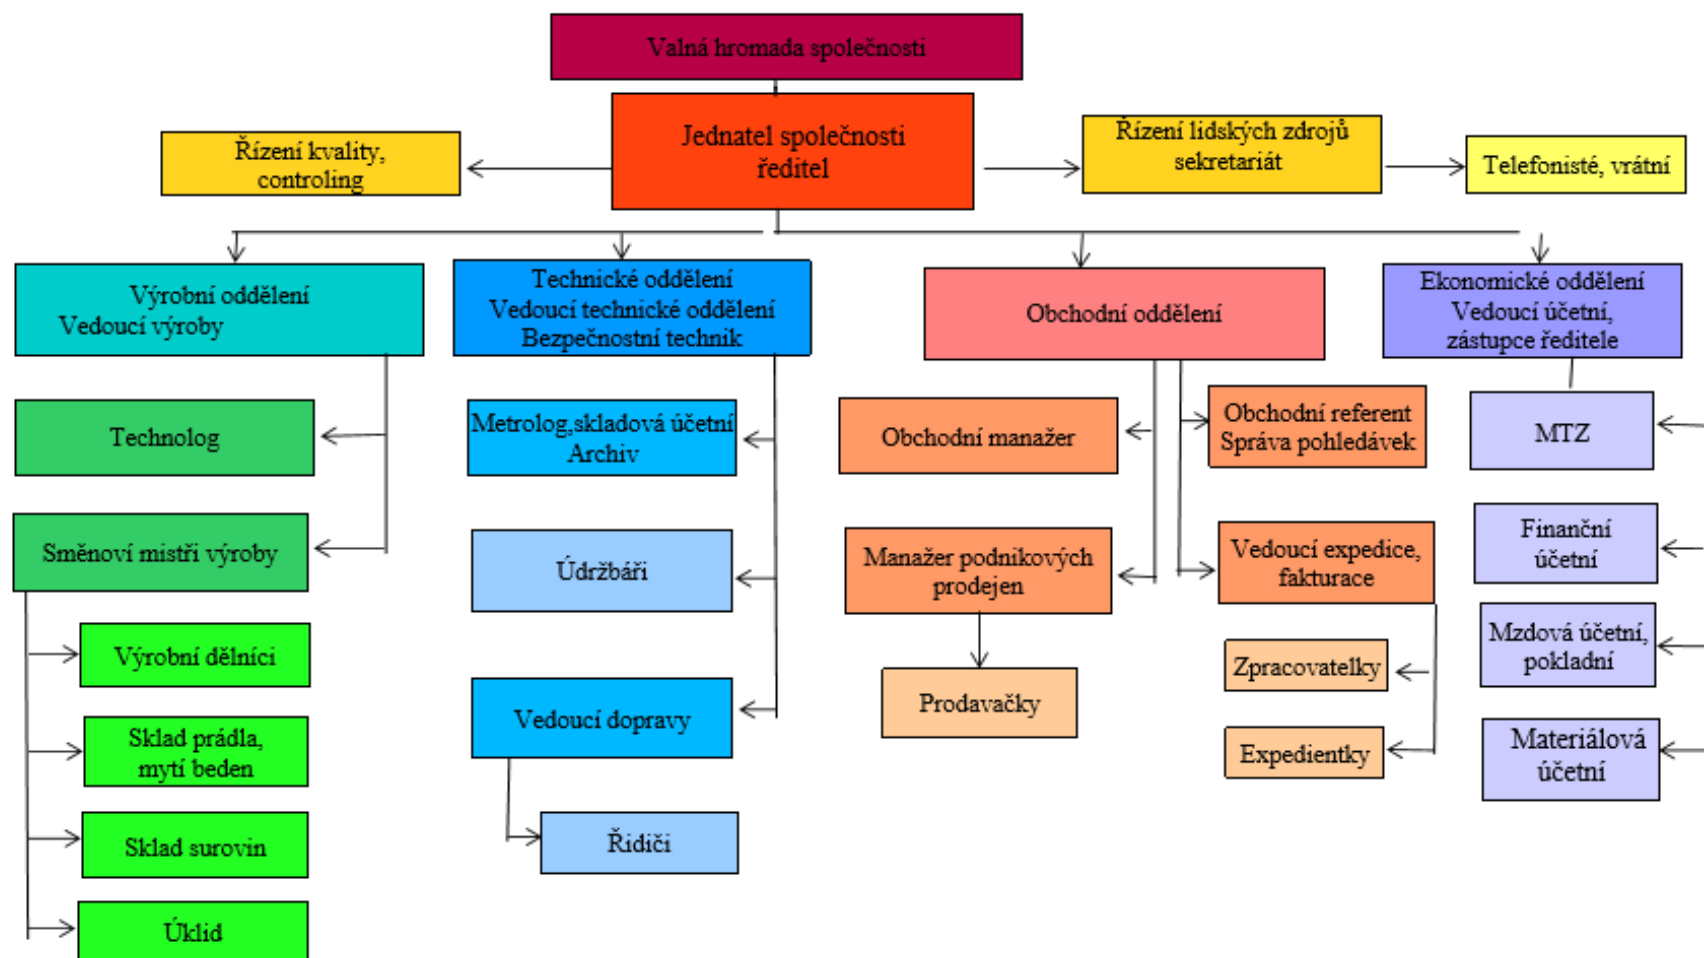 Valná hromada společnosti
Jednatel společnosti
ředitel
Řízení kvality,
controling
Řízení lidských zdrojů
sekretariát
Telefonisté, vrátní
Výrobní oddělení
Vedoucí výroby
Technické oddělení
Vedoucí technické oddělení
Bezpečnostní technik
Obchodní oddělení
Ekonomické oddělení
Vedoucí účetní,
zástupce ředitele
Technolog
Metrolog,skladová účetní
Archiv
Obchodní manažer
Obchodní referent
Správa pohledávek
MTZ
Směnoví mistři výroby
Údržbáři
Manažer podnikových
prodejen
Vedoucí expedice,
fakturace
Finanční
účetní
Výrobní dělníci
Zpracovatelky
Mzdová účetní,
pokladní
Sklad prádla,
mytí beden
Vedoucí dopravy
Prodavačky
Expedientky
Materiálová
účetní
Sklad surovin
Řidiči
Úklid